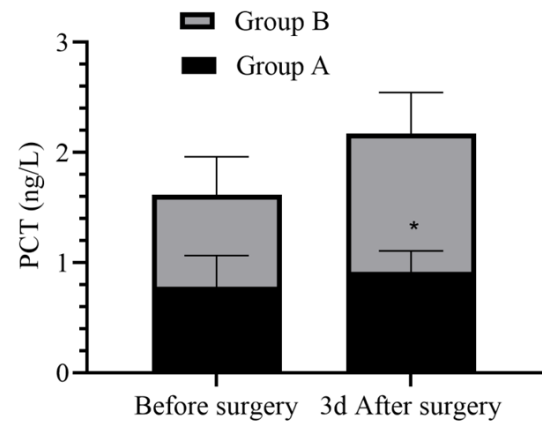 Group B
Group A
PCT (ng/L)
3
2
1
0
*
Before surgery
3d After surgery